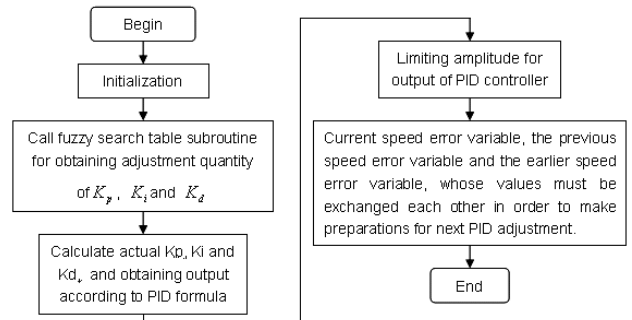 Begin
Initialization
Call fuzzy search table subroutine
for obtaining adjustment quantity
of Kp , Ki and Kd
Calculate actual Kp, Ki and
Kd, and obtaining output
according to PID formula
Limiting amplitude for
output of PID controller
Current speed error variable, the previous
speed error variable and the earlier speed
error variable, whose values must be
exchanged each other in order to make
preparations for next PID adjustment.
End